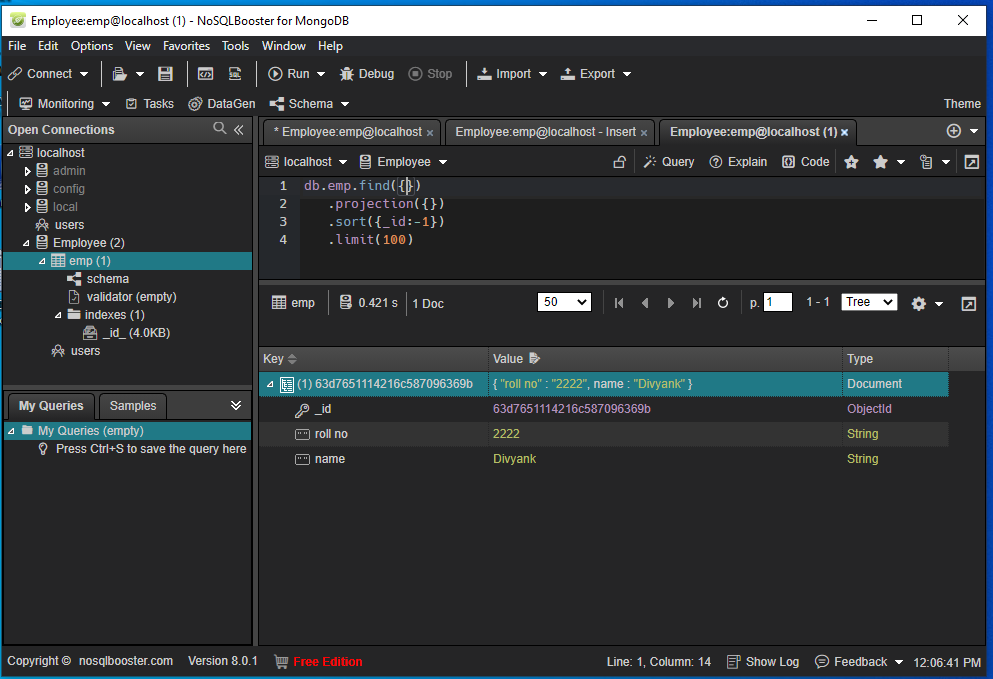 Employee:emp@localhost (1) - NoSQLBooster for MongoDB
File Edit Options View Favorites Tools Window Help
Connect SQL Run Debug Stop Import Export
Monitoring Tasks DataGen Schema Theme
Open Connections
localhost
admin
config
local
users
Employee (2)
emp (1)
schema
validator (empty)
indexes (1)
_id_ (4.0KB)
users
My Queries Samples
My Queries (empty)
Press Ctrl+S to save the query here
* Employee:emp@localhost × Employee:emp@localhost - Insert × Employee:emp@localhost (1) ×
localhost Employee Query Explain Code
1 db.emp.find({})
2 .projection({})
3 .sort({_id:-1})
4 .limit(100)
emp 0.421 s 1 Doc 50 p. 1 1 - 1 Tree
Key Value Type
(1) 63d7651114216c587096369b { "roll no" : "2222", name : "Divyank" } Document
_id 63d7651114216c587096369b ObjectId
roll no 2222 String
name Divyank String
Copyright © nosqlbooster.com Version 8.0.1 Free Edition Line: 1, Column: 14 Show Log Feedback 12:06:41 PM